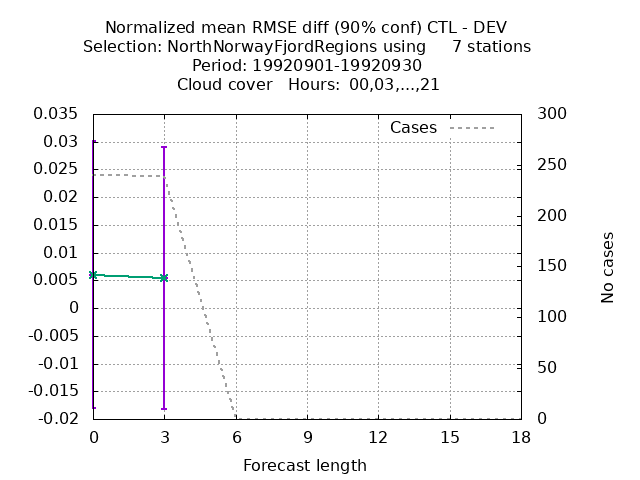 Normalized mean RMSE diff (90% conf) CTL - DEV
Selection: NorthNorwayFjordRegions using 7 stations
Period: 19920901-19920930
Cloud cover Hours: 00,03,...,21
Cases
0.035
0.03
0.025
0.02
0.015
0.01
0.005
0
-0.005
-0.01
-0.015
-0.02
300
250
200
150
100
50
0
No cases
0 3 6 9 12 15 18
Forecast length